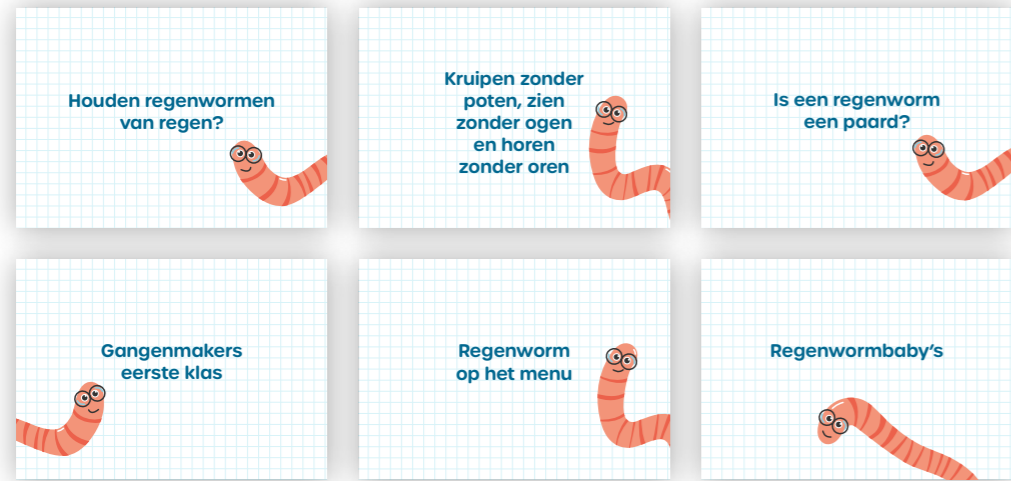 Houden regenwormen
van regen?
Kruipen zonder
poten, zien
zonder ogen
en horen
zonder oren
Is een regenworm
een paard?
Gangenmakers
eerste klas
Regenworm
op het menu
Regenwormbaby's